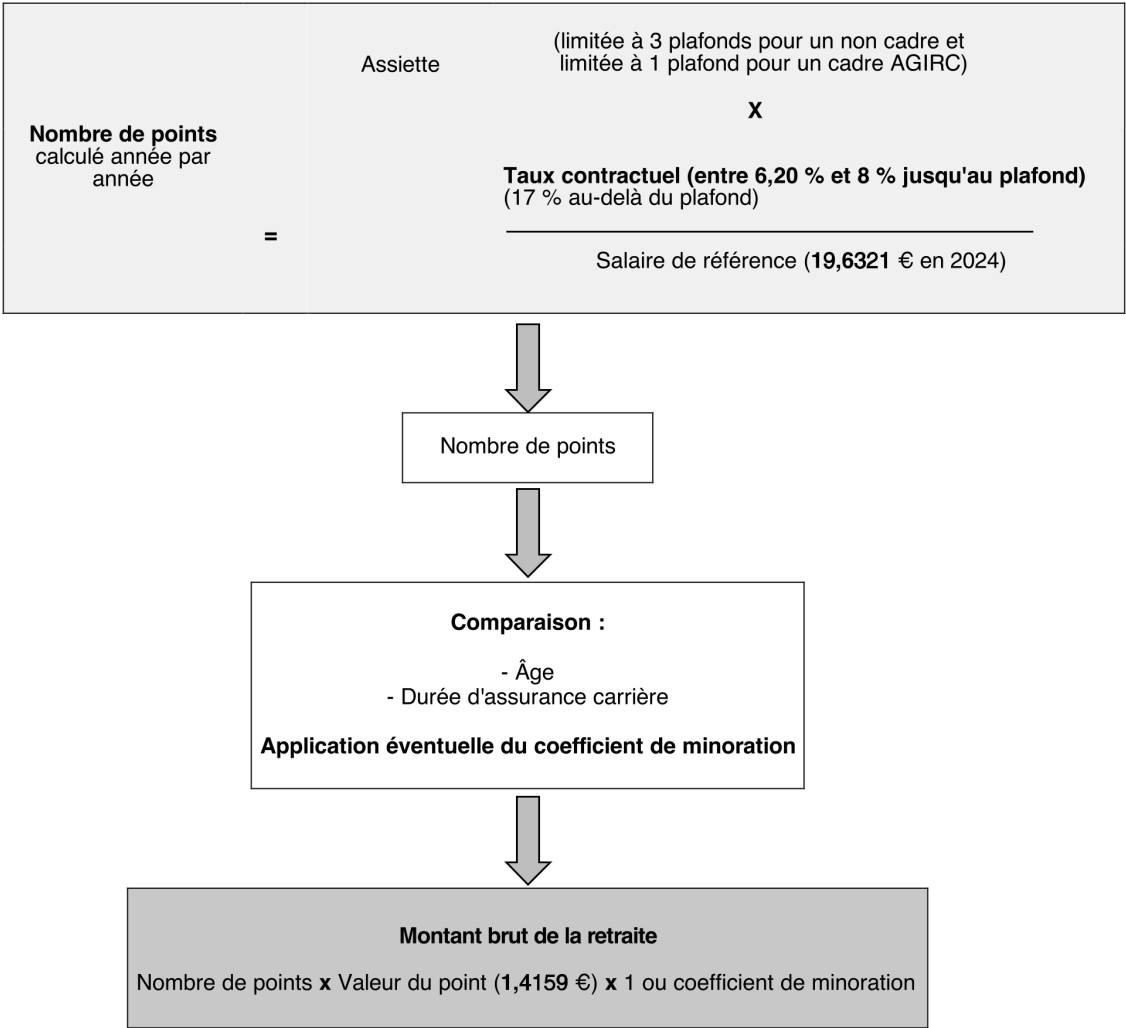 (limitée à 3 plafonds pour un non cadre et
Assiette
limitée à 1 plafond pour un cadre AGIRC)
X
Nombre de points
calculé année par
année
Taux contractuel (entre 6,20 % et 8 % jusqu'au plafond)
(17 % au-delà du plafond)
=
Salaire de référence (19,6321 € en 2024)
Nombre de points
Comparaison :
- Âge
- Durée d'assurance carrière
Application éventuelle du coefficient de minoration
Montant brut de la retraite
Nombre de points x Valeur du point (1,4159 €) x 1 ou coefficient de minoration